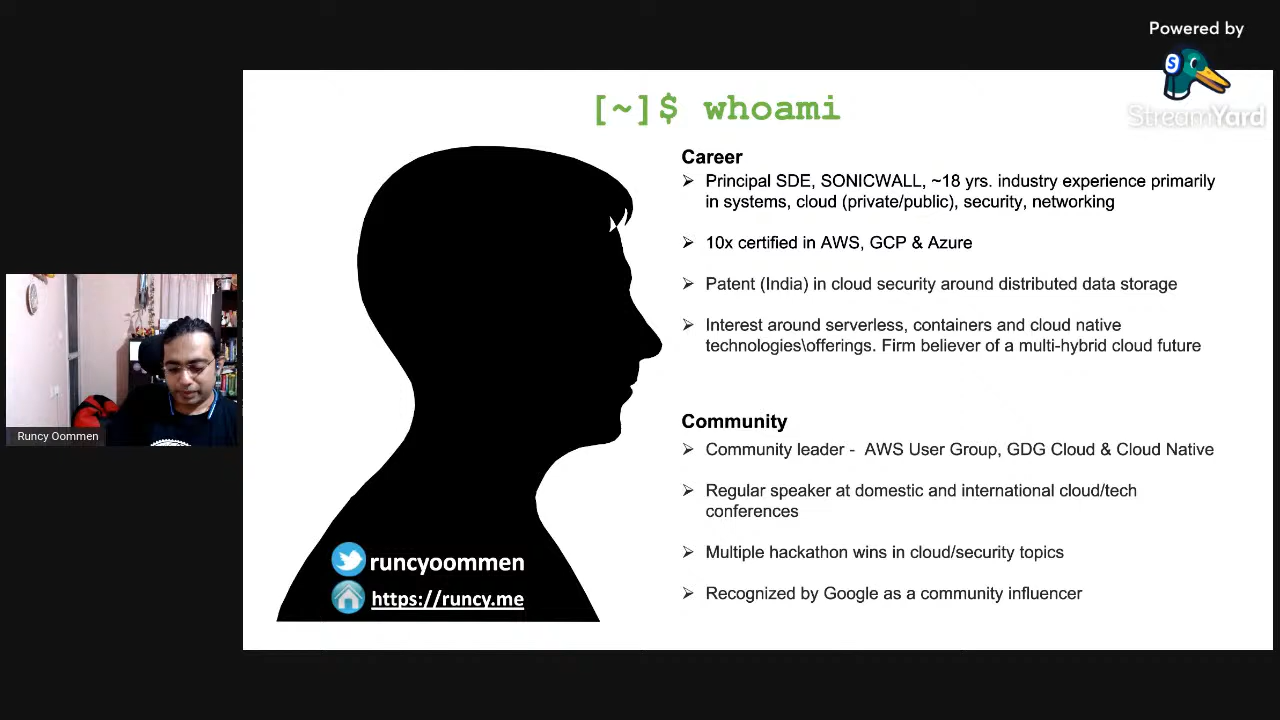 Powered by
StreamYard
[~]$ whoami
Career
➢ Principal SDE, SONICWALL, ~18 yrs. industry experience primarily
in systems, cloud (private/public), security, networking
➢ 10x certified in AWS, GCP & Azure
➢ Patent (India) in cloud security around distributed data storage
➢ Interest around serverless, containers and cloud native
technologies\offerings. Firm believer of a multi-hybrid cloud future
Community
➢ Community leader - AWS User Group, GDG Cloud & Cloud Native
➢ Regular speaker at domestic and international cloud/tech
conferences
➢ Multiple hackathon wins in cloud/security topics
➢ Recognized by Google as a community influencer
runcyoommen
https://runcy.me
Runcy Oommen